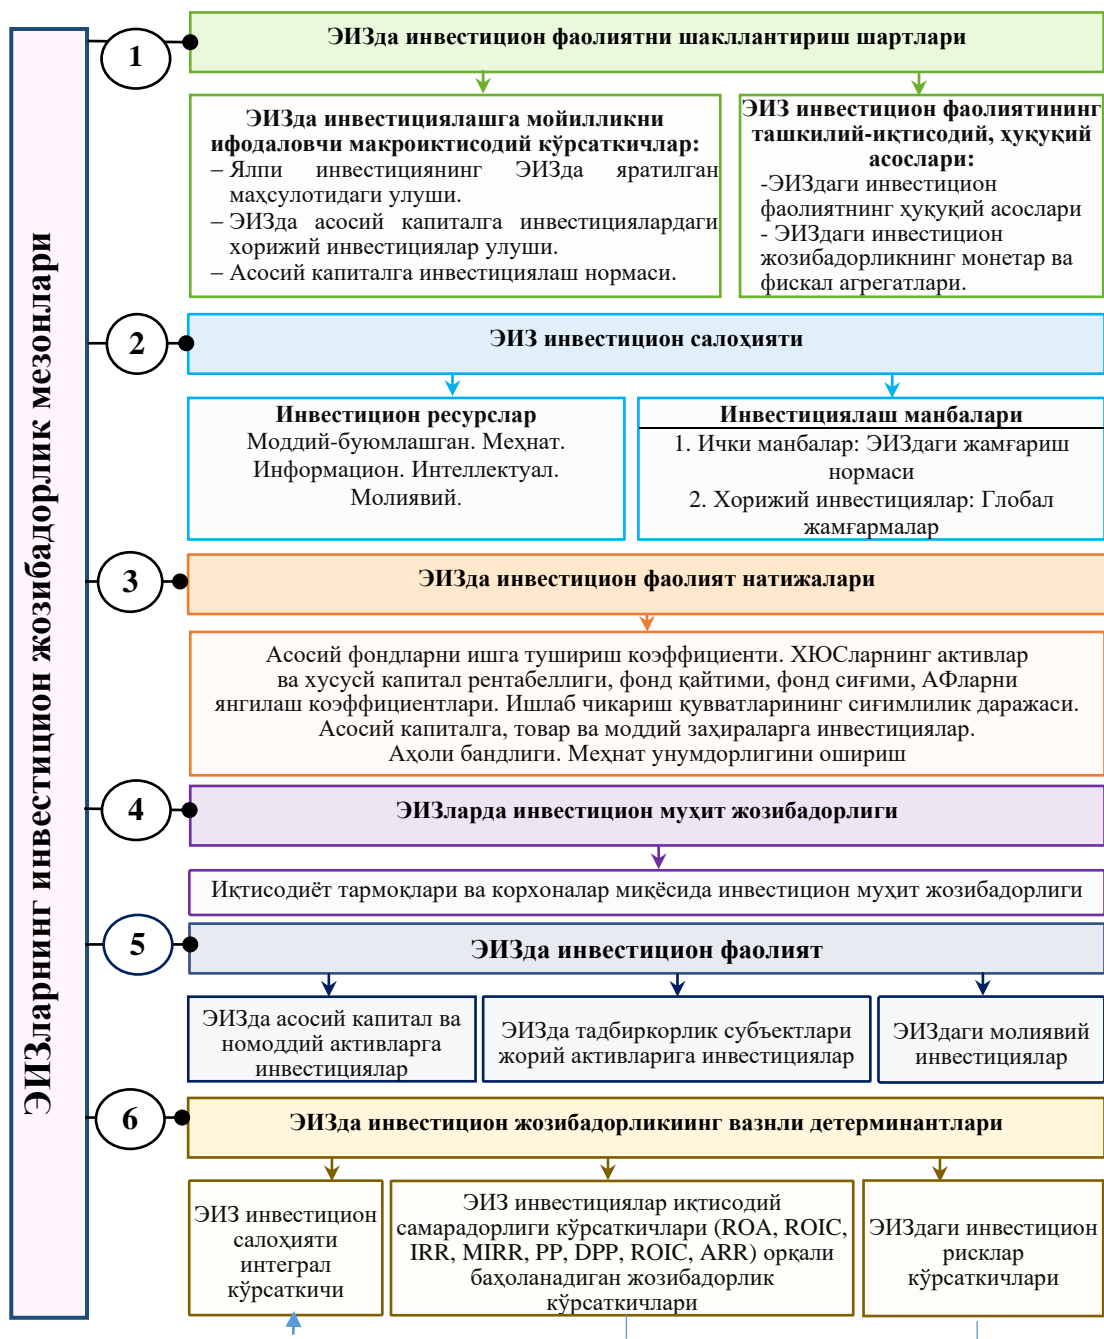 ЭИЗларнинг инвестицион жозибадорлик мезонлари
1
ЭИЗда инвестицион фаолиятни шакллантириш шартлари
ЭИЗда инвестициялашга мойилликни
ифодаловчи макроиктисодий кўрсаткичлар:
– Ялпи инвестициянинг ЭИЗда яратилган
маҳсулотидаги улуши.
– ЭИЗда асосий капиталга инвестициялардаги
хорижий инвестициялар улуши.
– Асосий капиталга инвестициялаш нормаси.
ЭИЗ инвестицион фаолиятининг
ташкилий-иқтисодий, ҳуқуқий
асослари:
-ЭИЗдаги инвестицион
фаолиятнинг ҳуқуқий асослари
- ЭИЗдаги инвестицион
жозибадорликнинг монетар ва
фискал агрегатлари.
2
ЭИЗ инвестицион салоҳияти
Инвестицион ресурслар
Моддий-буюмлашган. Меҳнат.
Информацион. Интеллектуал.
Молиявий.
Инвестициялаш манбалари
1. Ички манбалар: ЭИЗдаги жамғариш
нормаси
2. Хорижий инвестициялар: Глобал
жамғармалар
3
ЭИЗда инвестицион фаолият натижалари
Асосий фондларни ишга тушириш коэффициенти. ХЮСларнинг активлар
ва хусусй капитал рентабеллиги, фонд қайтими, фонд сиғими, АФларни
янгилаш коэффициентлари. Ишлаб чикариш қувватларининг сиғимлилик даражаси.
Асосий капиталга, товар ва моддий заҳираларга инвестициялар.
Аҳоли бандлиги. Меҳнат унумдорлигини ошириш
4
ЭИЗларда инвестицион муҳит жозибадорлиги
Иқтисодиёт тармоқлари ва корхоналар миқёсида инвестицион муҳит жозибадорлиги
5
ЭИЗда инвестицион фаолият
ЭИЗда асосий капитал ва
номоддий активларга
инвестициялар
ЭИЗда тадбиркорлик субъектлари
жорий активларига инвестициялар
ЭИЗдаги молиявий
инвестициялар
6
ЭИЗда инвестицион жозибадорликиинг вазнли детерминантлари
ЭИЗ инвестицион
салоҳияти
интеграл
кўрсаткичи
ЭИЗ инвестициялар иқтисодий
самарадорлиги кўрсаткичлари (ROA, ROIC,
IRR, MIRR, PP, DPP, ROIC, ARR) орқали
баҳоланадиган жозибадорлик
кўрсаткичлари
ЭИЗдаги инвестицион
рисклар
кўрсаткичлари